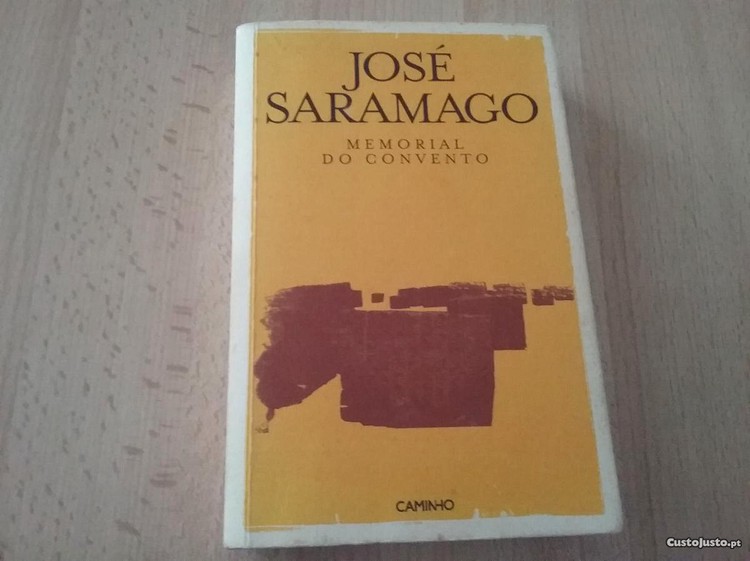 JOSÉ
SARAMAGO
MEMORIAL
DO CONVENTO
CAMINHO
CustoJusto.pt